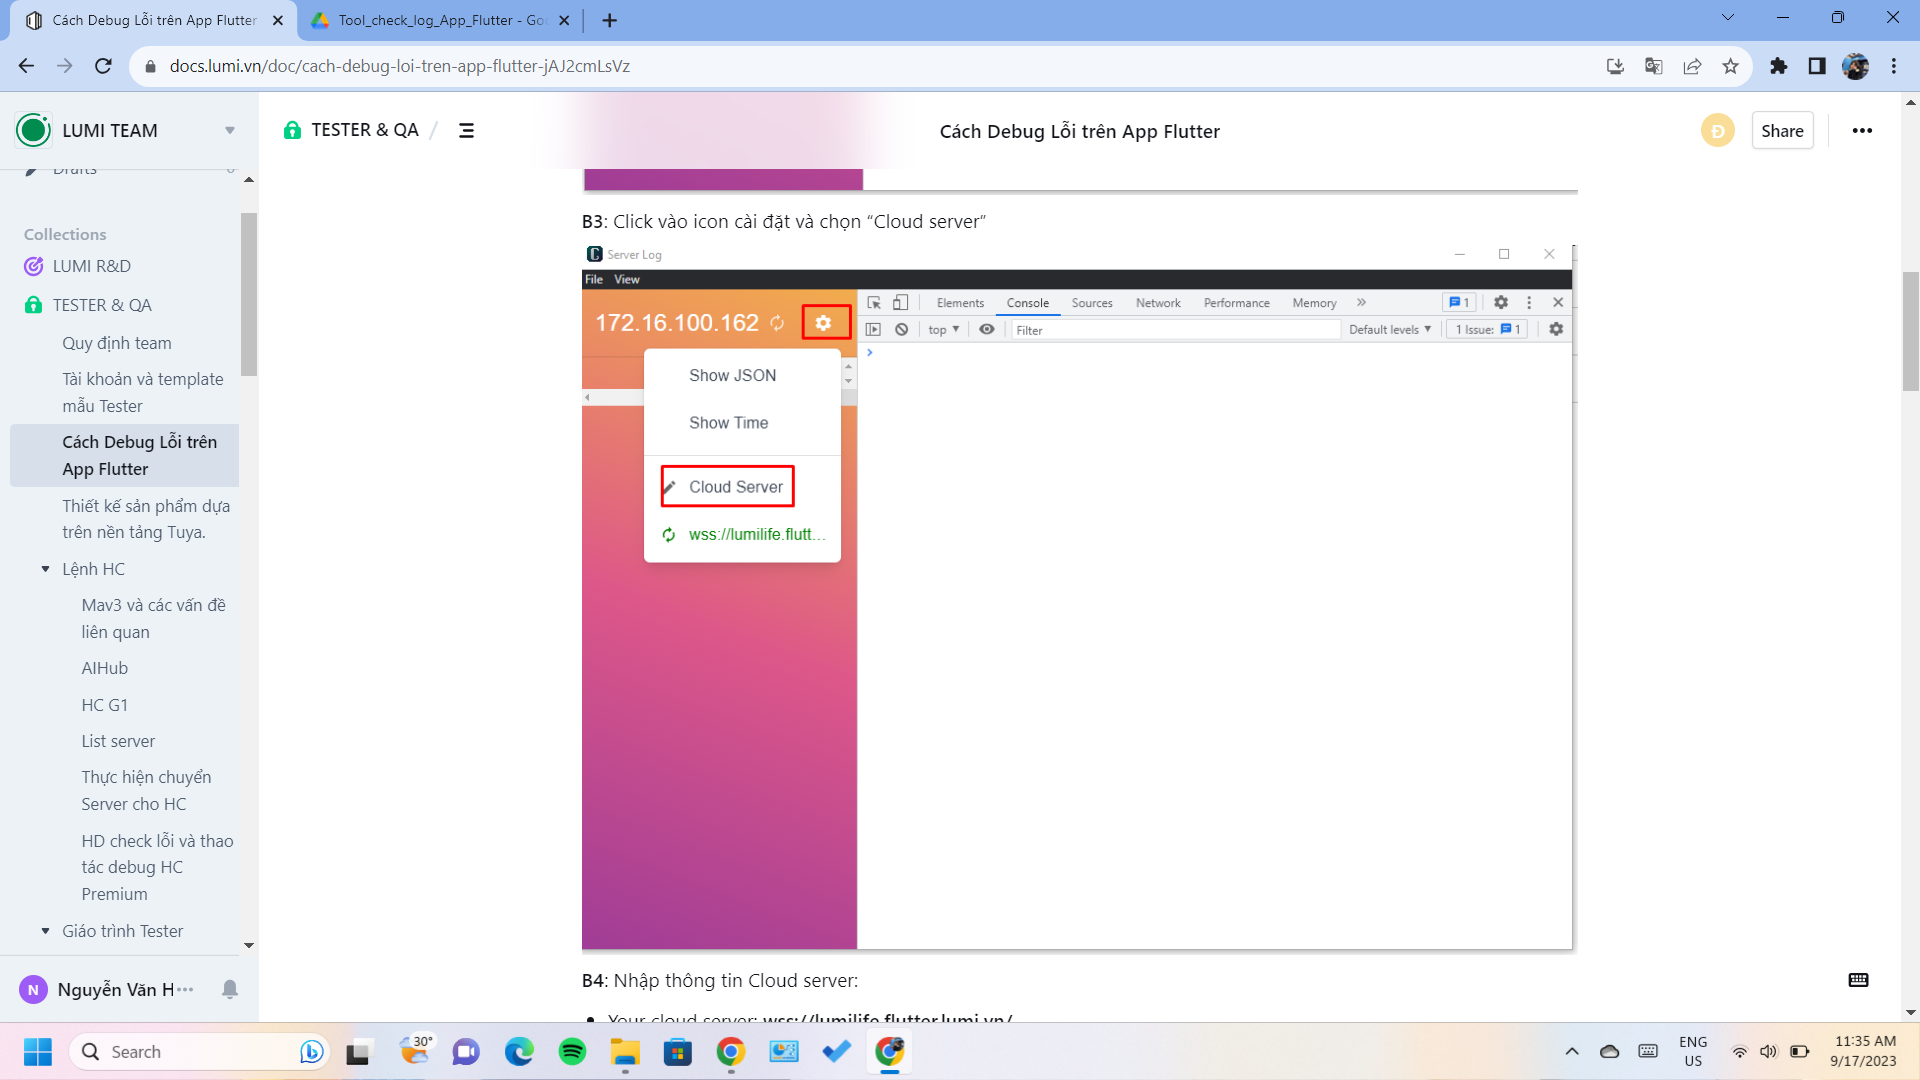 Cách Debug Lỗi trên App Flutter
Tool_check_log_App_Flutter - Goo
docs.lumi.vn/doc/cach-debug-loi-tren-app-flutter-jAJ2cmLsVz
LUMI TEAM
TESTER & QA /
Cách Debug Lỗi trên App Flutter
Đ
Share
Drafts
Collections
LUMI R&D
TESTER & QA
Quy định team
Tài khoản và template
mẫu Tester
Cách Debug Lỗi trên
App Flutter
Thiết kế sản phẩm dựa
trên nền tảng Tuya.
Lệnh HC
Mav3 và các vấn đề
liên quan
AIHub
HC G1
List server
Thực hiện chuyển
Server cho HC
HD check lỗi và thao
tác debug HC
Premium
Giáo trình Tester
N
Nguyễn Văn H
B3: Click vào icon cài đặt và chọn “Cloud server”
Server Log
File View
172.16.100.162
Elements Console Sources Network Performance Memory
1
top
Filter
Default levels
1 Issue: 1
Show JSON
Show Time
Cloud Server
wss://lumilife.flutt...
B4: Nhập thông tin Cloud server:
Your cloud server: wss://lumilife.flutter.lumi.vn/
Search
30°
ENG
US
11:35 AM
9/17/2023